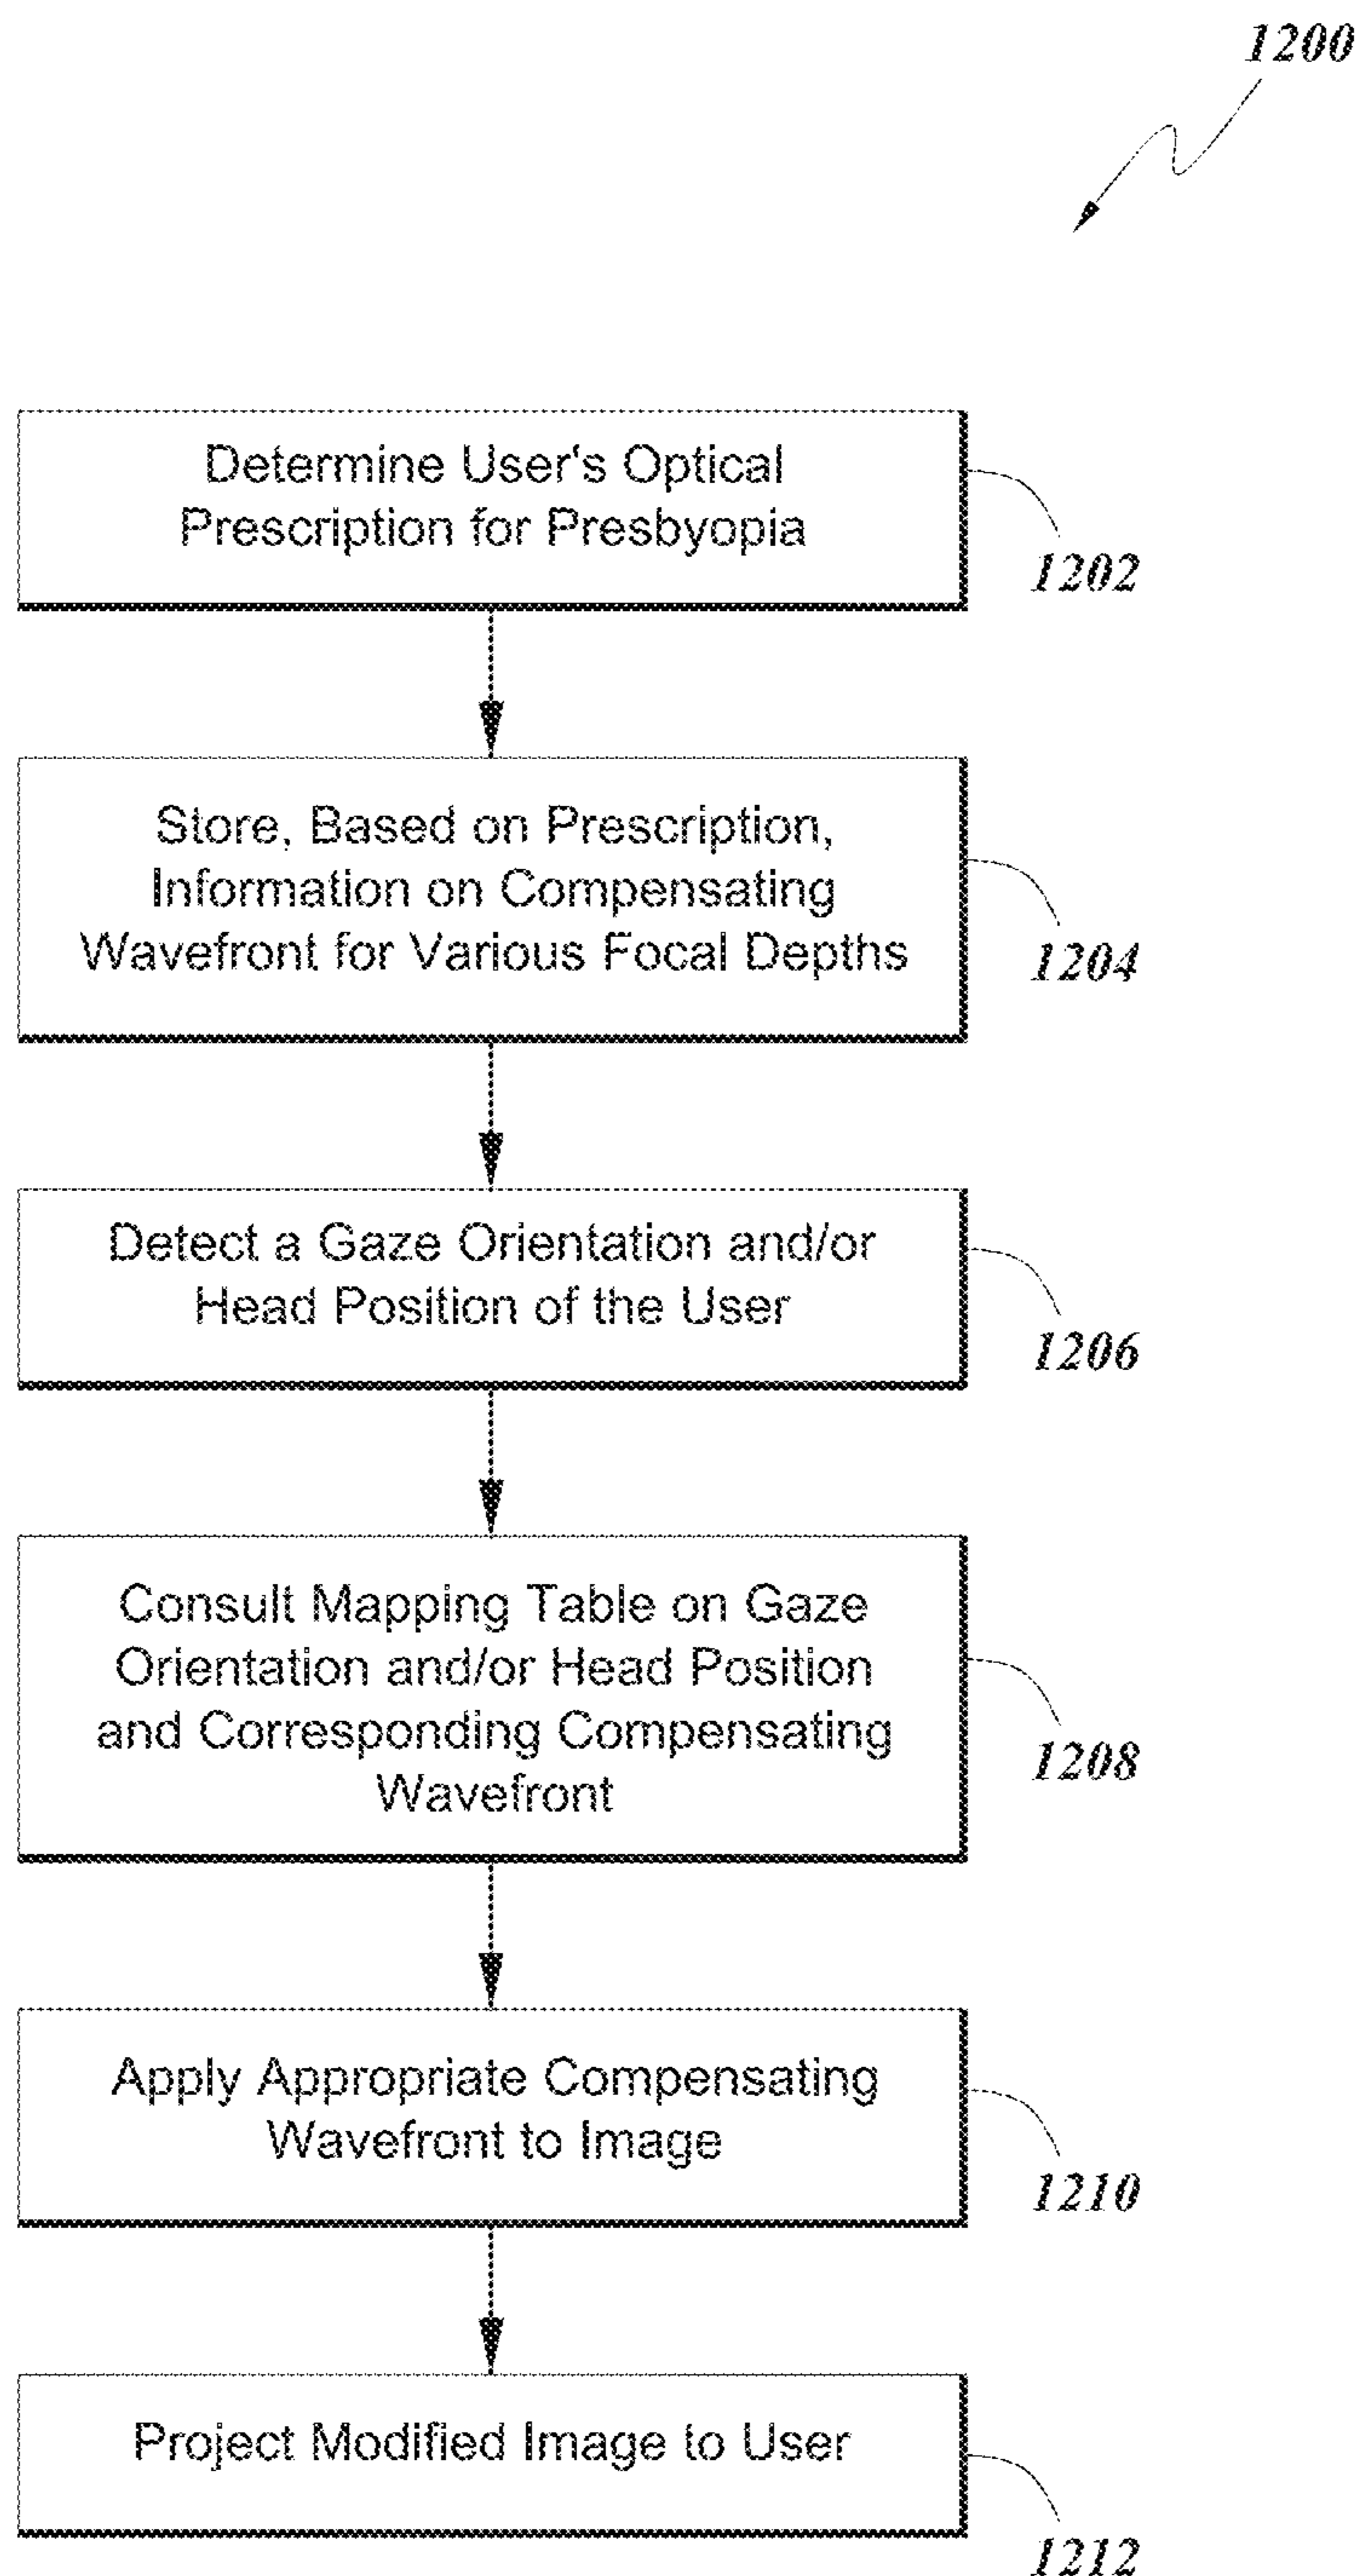 1200
Determine User's Optical
Prescription for Presbyopia
1202
Store, Based on Prescription,
Information on Compensating
Wavefront for Various Focal Depths
1204
Detect a Gaze Orientation and/or
Head Position of the User
1206
Consult Mapping Table on Gaze
Orientation and/or Head Position
and Corresponding Compensating
Wavefront
1208
Apply Appropriate Compensating
Wavefront to Image
1210
Project Modified Image to User
1212